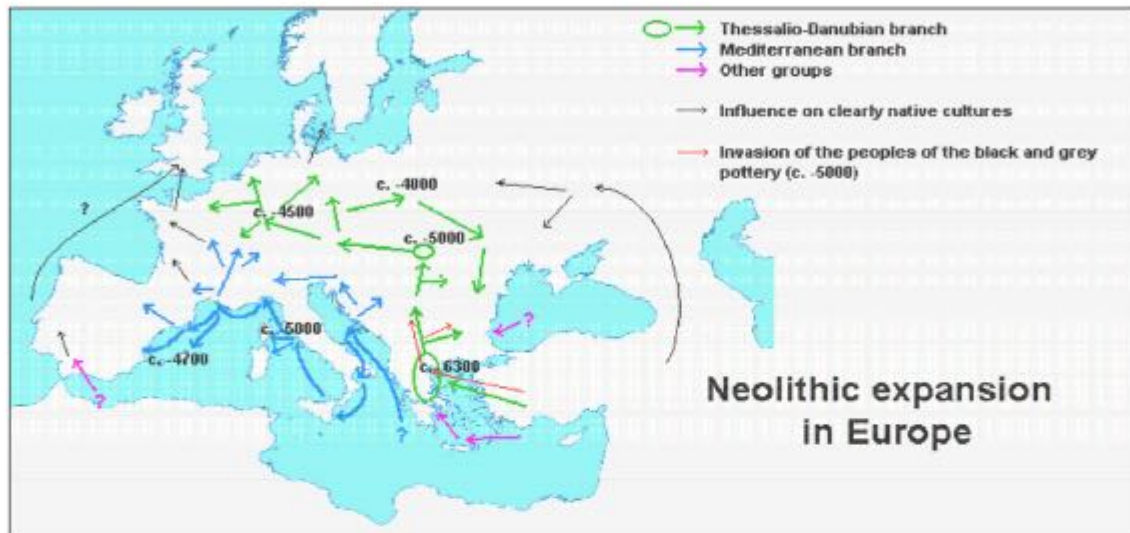 Thessalio-Danubian branch
Mediterranean branch
Other groups
Influence on clearly native cultures
Invasion of the peoples of the black and grey
pottery (c. -5000)
c. -4000
?
c. -4500
c. -5000
?
c. -5000
c. -4700
c. -6300
?
?
Neolithic expansion
in Europe